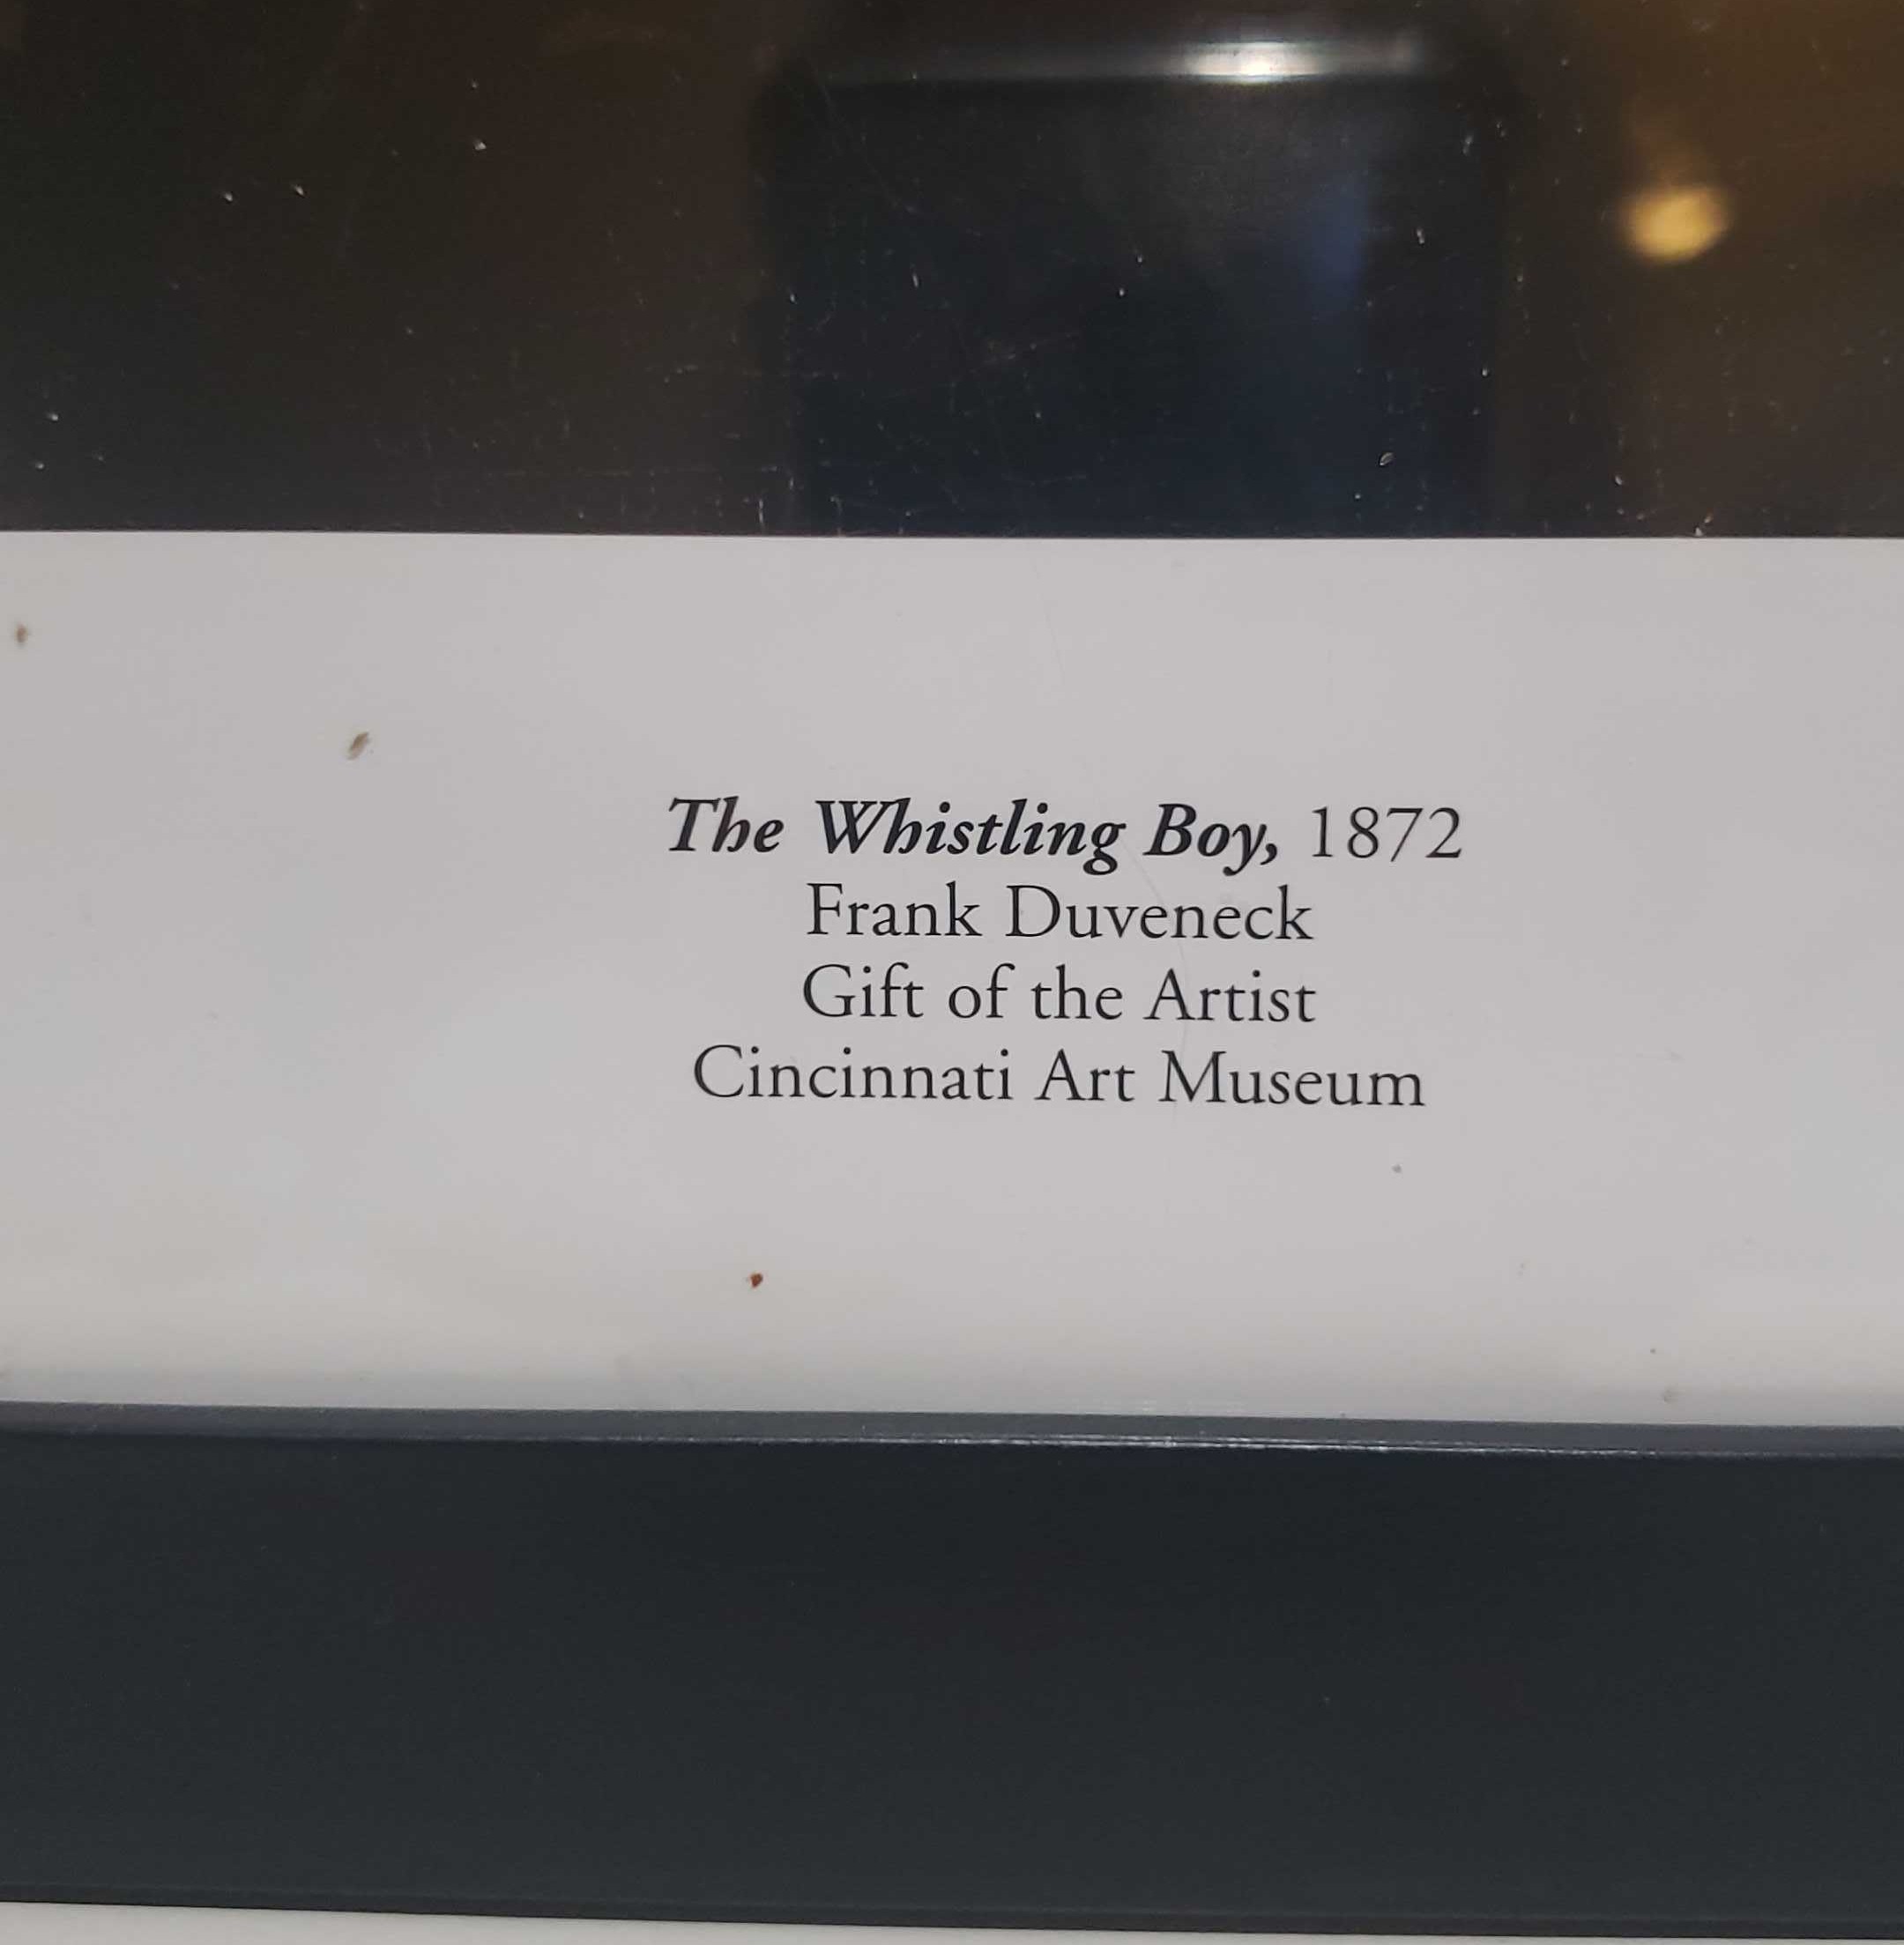 The Whistling Boy, 1872
Frank Duveneck
Gift of the Artist
Cincinnati Art Museum